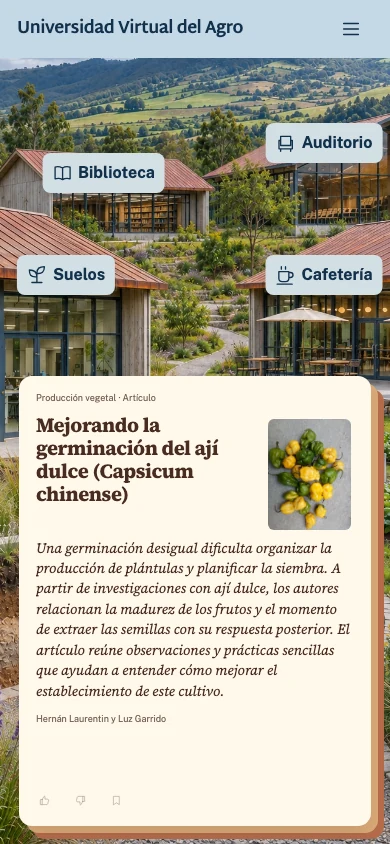 Universidad Virtual del Agro
Auditorio
Biblioteca
Suelos
Cafetería
Producción vegetal · Artículo
Mejorando la
germinación del ají
dulce (Capsicum
chinense)
Una germinación desigual dificulta organizar la
producción de plántulas y planificar la siembra. A
partir de investigaciones con ají dulce, los autores
relacionan la madurez de los frutos y el momento
de extraer las semillas con su respuesta posterior. El
artículo reúne observaciones y prácticas sencillas
que ayudan a entender cómo mejorar el
establecimiento de este cultivo.
Hernán Laurentin y Luz Garrido